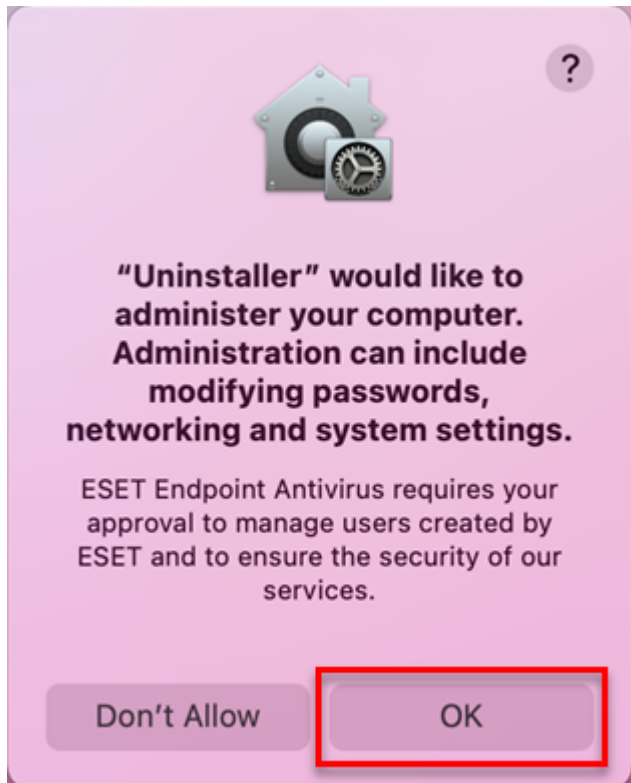 ?
“Uninstaller” would like to
administer your computer.
Administration can include
modifying passwords,
networking and system settings.
ESET Endpoint Antivirus requires your
approval to manage users created by
ESET and to ensure the security of our
services.
Don’t Allow
OK